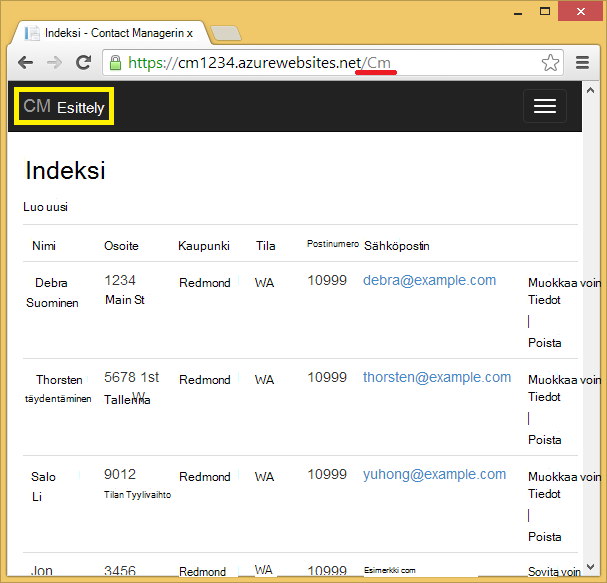 Indeksi - Contact Managerin x
https://cm1234.azurewebsites.net/Cm
CM Esittely
Indeksi
Luo uusi
Nimi Osoite Kaupunki Tila Postinumero Sähköpostin
Debra Suominen 1234 Main St Redmond WA 10999 debra@example.com Muokkaa voin Tiedot | Poista
Thorsten täydentäminen 5678 1st W Tallenna Redmond WA 10999 thorsten@example.com Muokkaa voin Tiedot | Poista
Salo Li 9012 Tilan Tyylivaihto Redmond WA 10999 yuhong@example.com Muokkaa voin Tiedot | Poista
Jon 3456 Redmond WA 10999 Esimerkki com Sovita voin